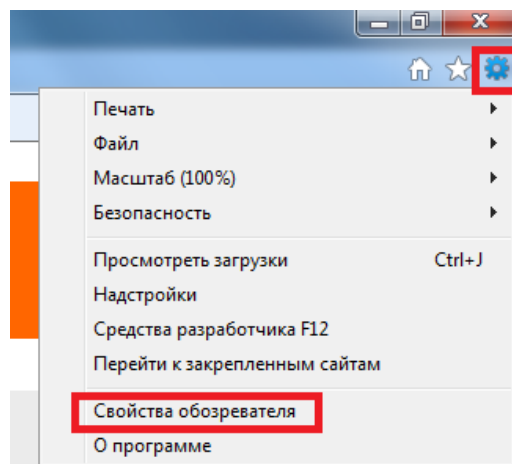 Печать
Файл
Масштаб (100%)
Безопасность
Просмотреть загрузки Ctrl+J
Надстройки
Средства разработчика F12
Перейти к закрепленным сайтам
Свойства обозревателя
О программе